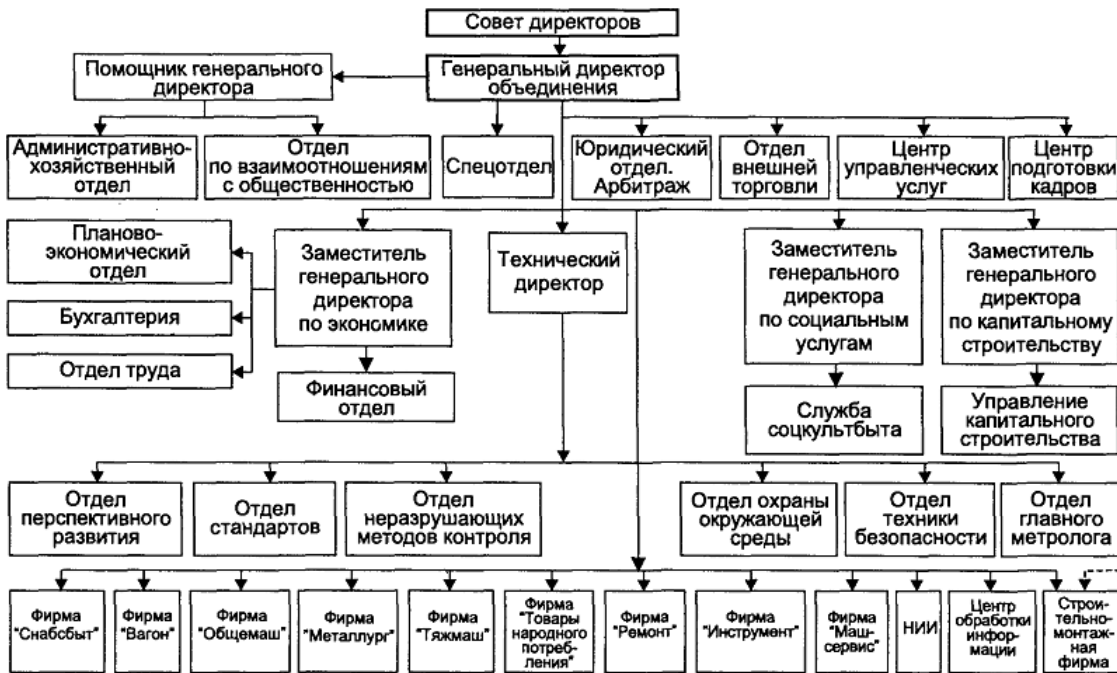 Совет директоров
Помощник генерального
директора
Генеральный директор
объединения
Административно-
хозяйственный
отдел
Отдел
по взаимоотношениям
с общественностью
Спецотдел
Юридический
отдел.
Арбитраж
Отдел
внешней
торговли
Центр
управленческих
услуг
Центр
подготовки
кадров
Планово-
экономический
отдел
Бухгалтерия
Отдел труда
Заместитель
генерального
директора
по экономике
Финансовый
отдел
Технический
директор
Заместитель
генерального
директора
по социальным
услугам
Служба
соцкультбыта
Заместитель
генерального
директора
по капитальному
строительству
Управление
капитального
строительства
Отдел
перспективного
развития
Отдел
стандартов
Отдел
неразрушающих
методов контроля
Отдел охраны
окружающей
среды
Отдел
техники
безопасности
Отдел
главного
метролога
Фирма
"Снабсбыт"
Фирма
"Вагон"
Фирма
"Общемаш"
Фирма
"Металлург"
Фирма
"Тяжмаш"
Фирма
"Товары
народного
потреб-
ления"
Фирма
"Ремонт"
Фирма
"Инструмент"
Фирма
"Маш-
сервис"
НИИ
Центр
обработки
инфор-
мации
Строи-
тельно-
монтаж-
ная
фирма